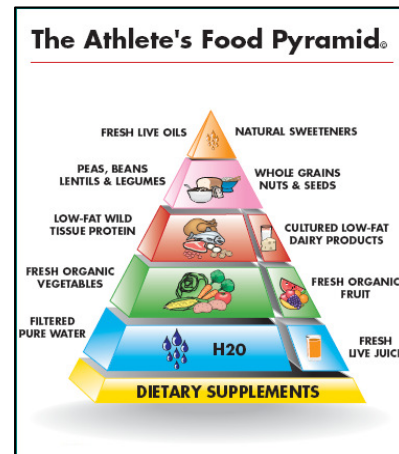 The Athlete's Food Pyramid©
FRESH LIVE OILS
NATURAL SWEETENERS
PEAS, BEANS
LENTILS & LEGUMES
WHOLE GRAINS
NUTS & SEEDS
LOW-FAT WILD
TISSUE PROTEIN
CULTURED LOW-FAT
DAIRY PRODUCTS
FRESH ORGANIC
VEGETABLES
FRESH ORGANIC
FRUIT
FILTERED
PURE WATER
H20
FRESH
LIVE JUICE
DIETARY SUPPLEMENTS